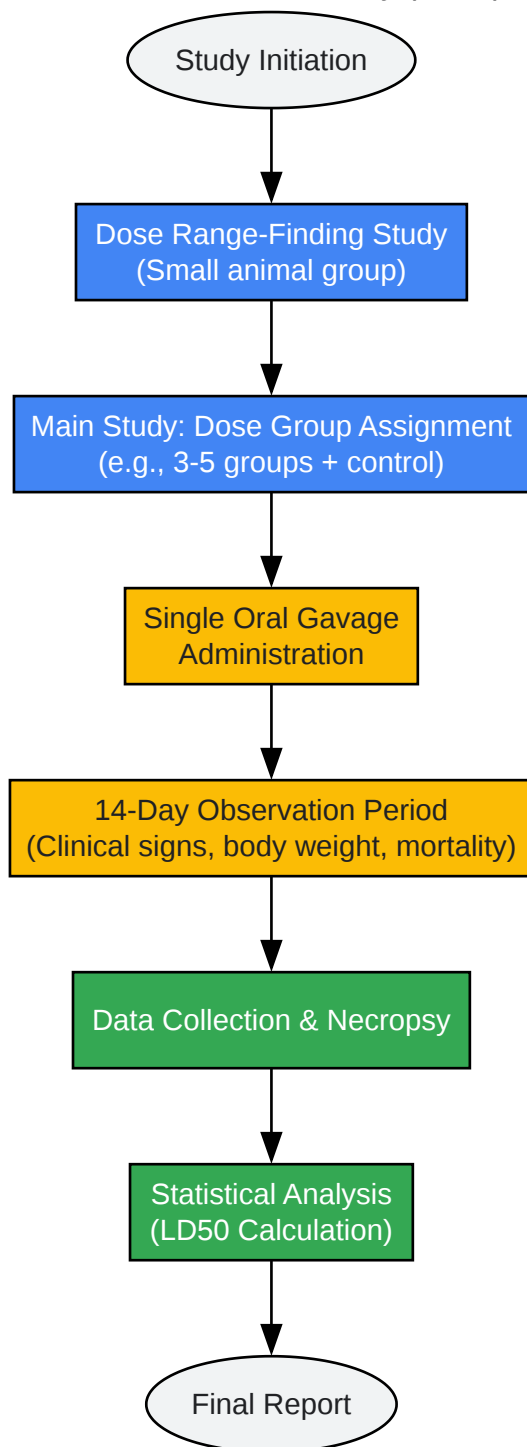 Study Initiation
Dose Range-Finding Study
(Small animal group)
Main Study: Dose Group Assignment
(e.g., 3-5 groups + control)
Single Oral Gavage
Administration
14-Day Observation Period
(Clinical signs, body weight, mortality)
Data Collection & Necropsy
Statistical Analysis
(LD50 Calculation)
Final Report